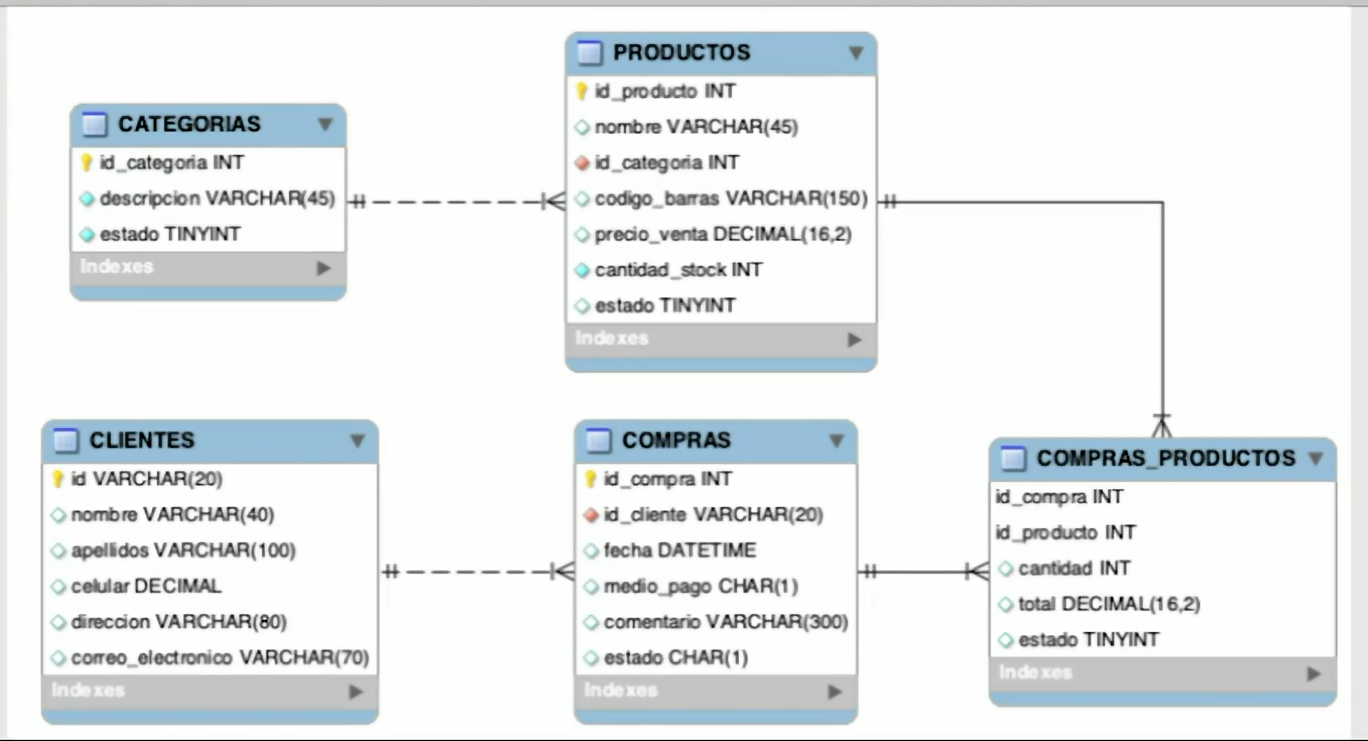 CATEGORIAS
id_categoria INT
descripcion VARCHAR(45)
estado TINYINT
Indexes
PRODUCTOS
id_producto INT
nombre VARCHAR(45)
id_categoria INT
codigo_barras VARCHAR(150)
precio_venta DECIMAL(16,2)
cantidad_stock INT
estado TINYINT
Indexes
CLIENTES
id VARCHAR(20)
nombre VARCHAR(40)
apellidos VARCHAR(100)
celular DECIMAL
direccion VARCHAR(80)
correo_electronico VARCHAR(70)
Indexes
COMPRAS
id_compra INT
id_cliente VARCHAR(20)
fecha DATETIME
medio_pago CHAR(1)
comentario VARCHAR(300)
estado CHAR(1)
Indexes
COMPRAS_PRODUCTOS
id_compra INT
id_producto INT
cantidad INT
total DECIMAL(16,2)
estado TINYINT
Indexes